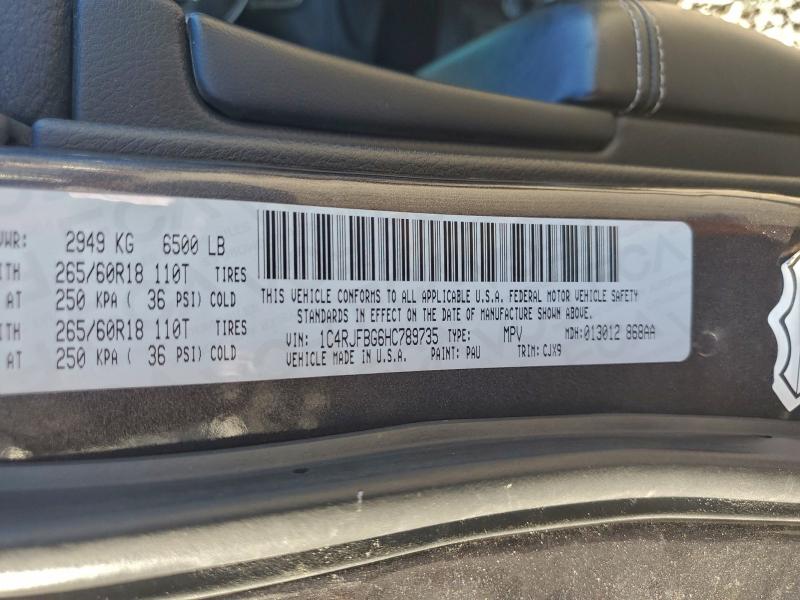 VWR: 2949 KG 6500 LB
ITH 265/60R18 110T TIRES
AT 250 KPA ( 36 PSI) COLD
ITH 265/60R18 110T TIRES
AT 250 KPA ( 36 PSI) COLD
THIS VEHICLE CONFORMS TO ALL APPLICABLE U.S.A. FEDERAL MOTOR VEHICLE SAFETY
STANDARDS IN EFFECT ON THE DATE OF MANUFACTURE SHOWN ABOVE.
VIN: 1C4RJFBG6HC789735 TYPE: MPV MDH:013012 868AA
VEHICLE MADE IN U.S.A. PAINT: PAU TRIM: CJX9